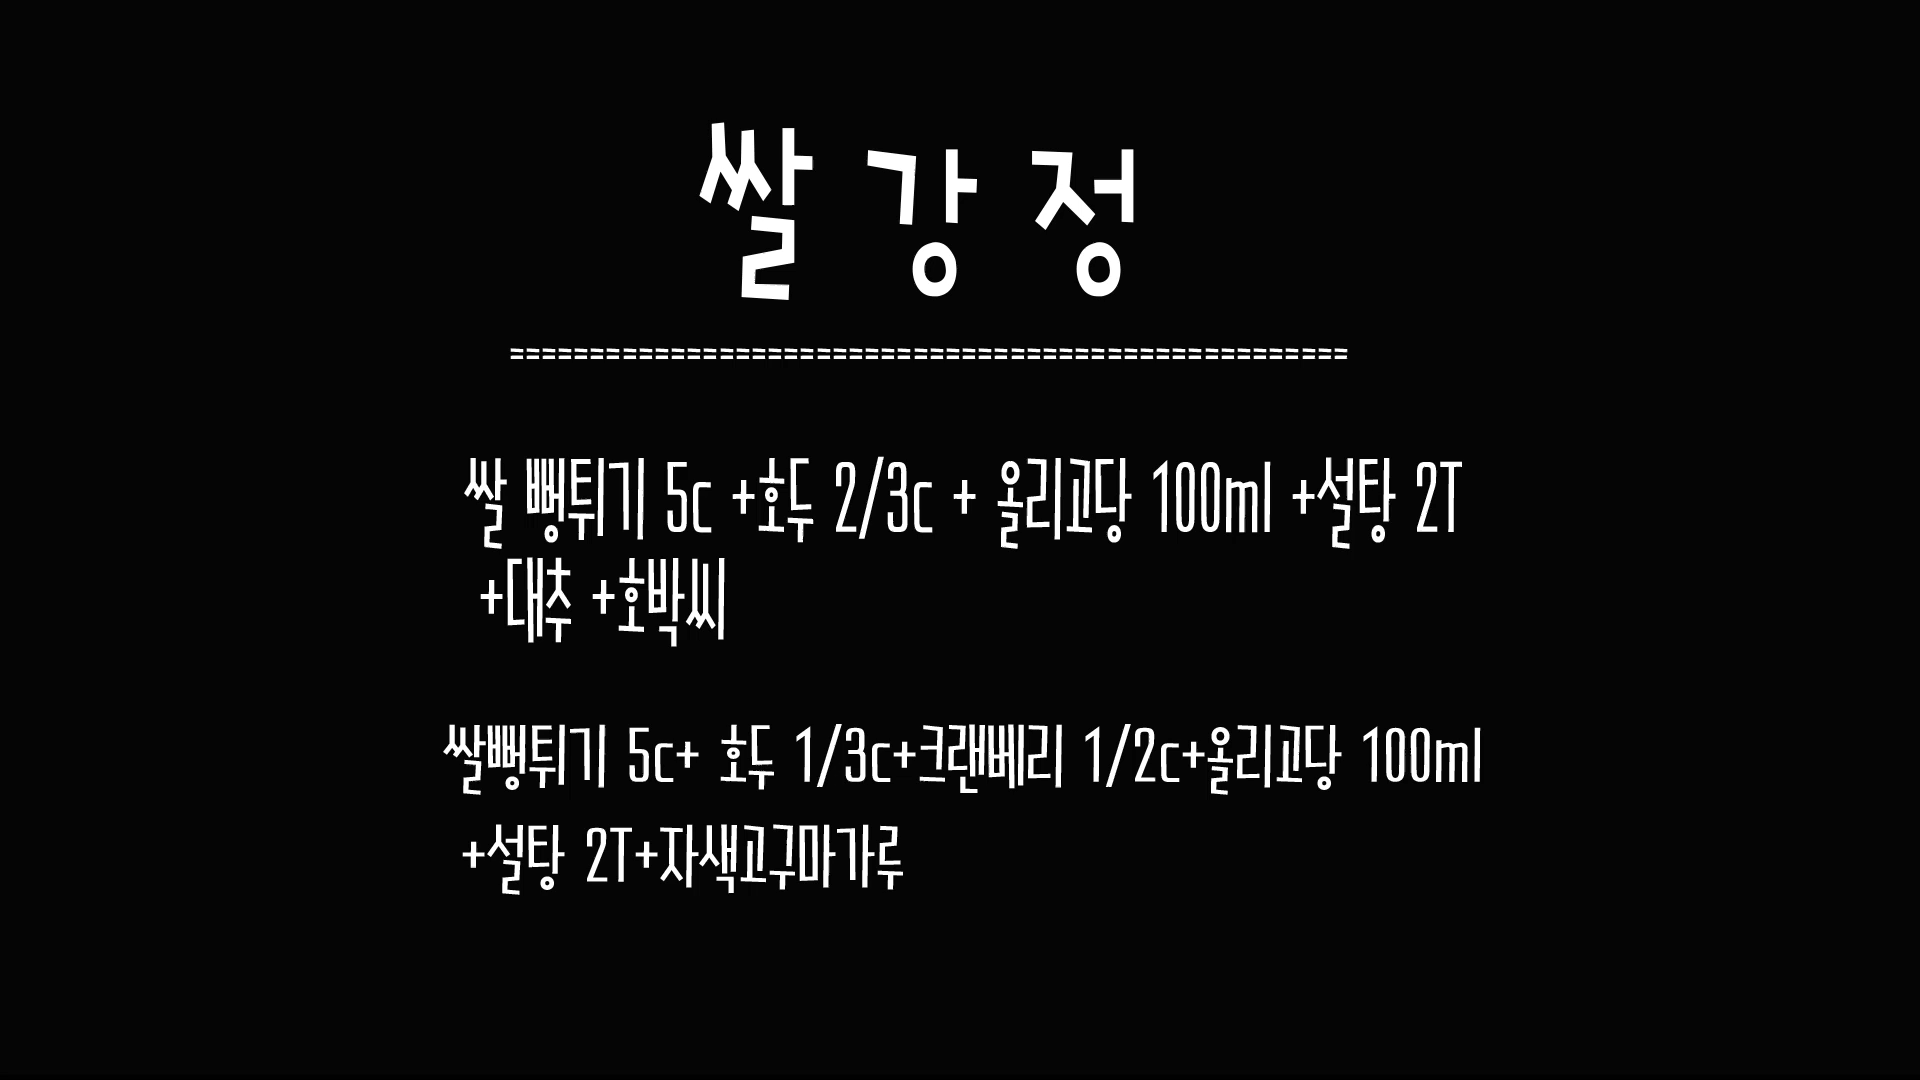 쌀 강 정
====================================================
쌀 뻥튀기 5c +호두 2/3c + 올리고당 100ml +설탕 2T
+대추 +호박씨
쌀뻥튀기 5c+ 호두 1/3c+크랜베리 1/2c+올리고당 100ml
+설탕 2T+자색고구마가루